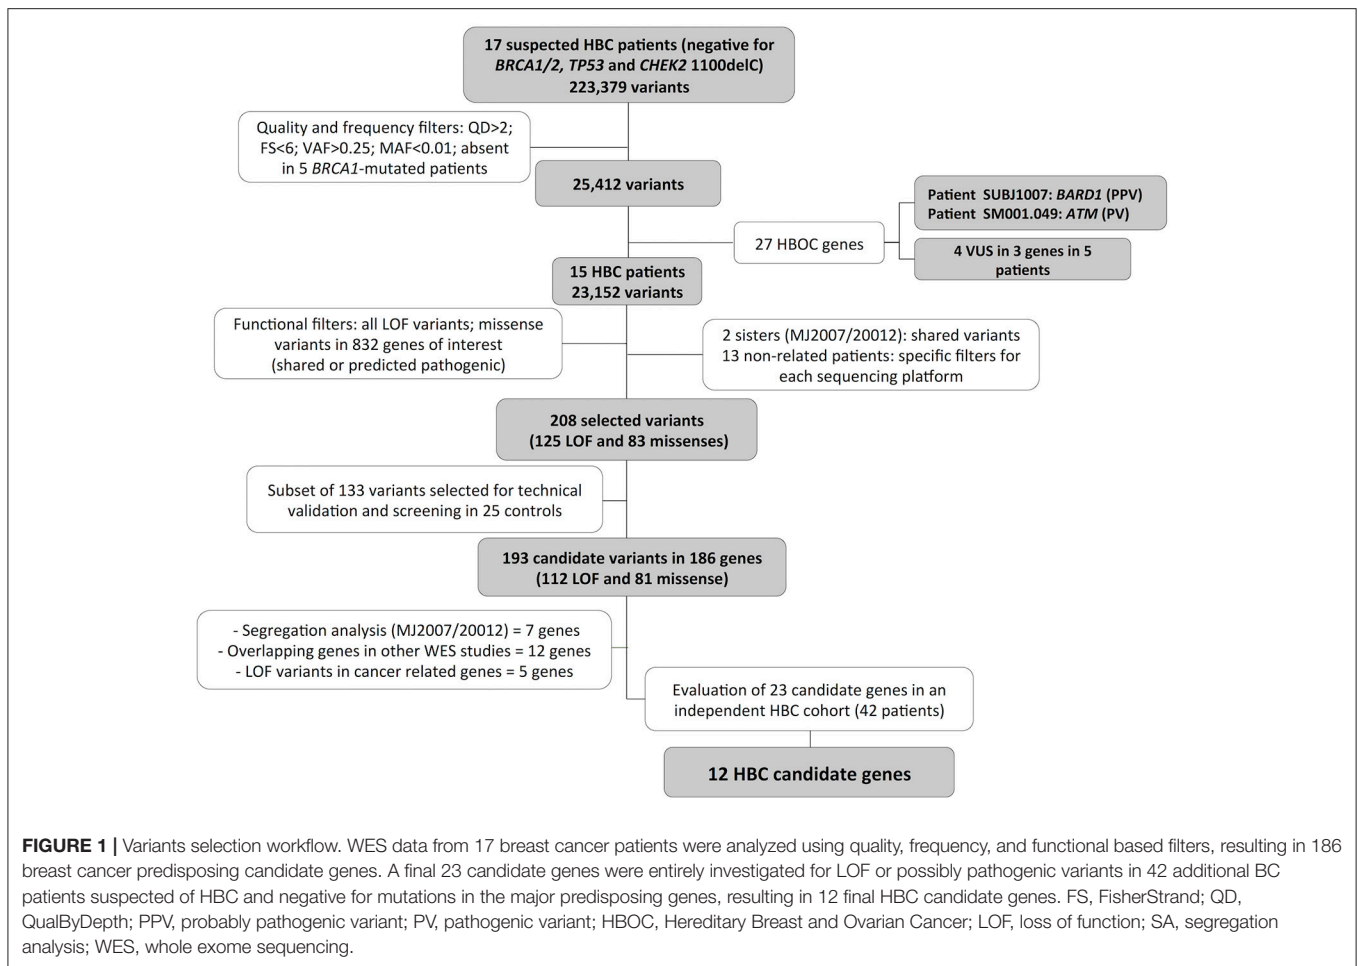 17 suspected HBC patients (negative for
BRCA1/2, TP53 and CHEK2 1100delC)
223,379 variants
Quality and frequency filters: QD>2;
FS<6; VAF>0.25; MAF<0.01; absent
in 5 BRCA1-mutated patients
25,412 variants
27 HBOC genes
Patient SUBJ1007: BARD1 (PPV)
Patient SM001.049: ATM (PV)
4 VUS in 3 genes in 5
patients
15 HBC patients
23,152 variants
Functional filters: all LOF variants; missense
variants in 832 genes of interest
(shared or predicted pathogenic)
2 sisters (MJ2007/20012): shared variants
13 non-related patients: specific filters for
each sequencing platform
208 selected variants
(125 LOF and 83 missenses)
Subset of 133 variants selected for technical
validation and screening in 25 controls
193 candidate variants in 186 genes
(112 LOF and 81 missense)
- Segregation analysis (MJ2007/20012) = 7 genes
- Overlapping genes in other WES studies = 12 genes
- LOF variants in cancer related genes = 5 genes
Evaluation of 23 candidate genes in an
independent HBC cohort (42 patients)
12 HBC candidate genes
FIGURE 1 | Variants selection workflow. WES data from 17 breast cancer patients were analyzed using quality, frequency, and functional based filters, resulting in 186
breast cancer predisposing candidate genes. A final 23 candidate genes were entirely investigated for LOF or possibly pathogenic variants in 42 additional BC
patients suspected of HBC and negative for mutations in the major predisposing genes, resulting in 12 final HBC candidate genes. FS, FisherStrand; QD,
QualByDepth; PPV, probably pathogenic variant; PV, pathogenic variant; HBOC, Hereditary Breast and Ovarian Cancer; LOF, loss of function; SA, segregation
analysis; WES, whole exome sequencing.